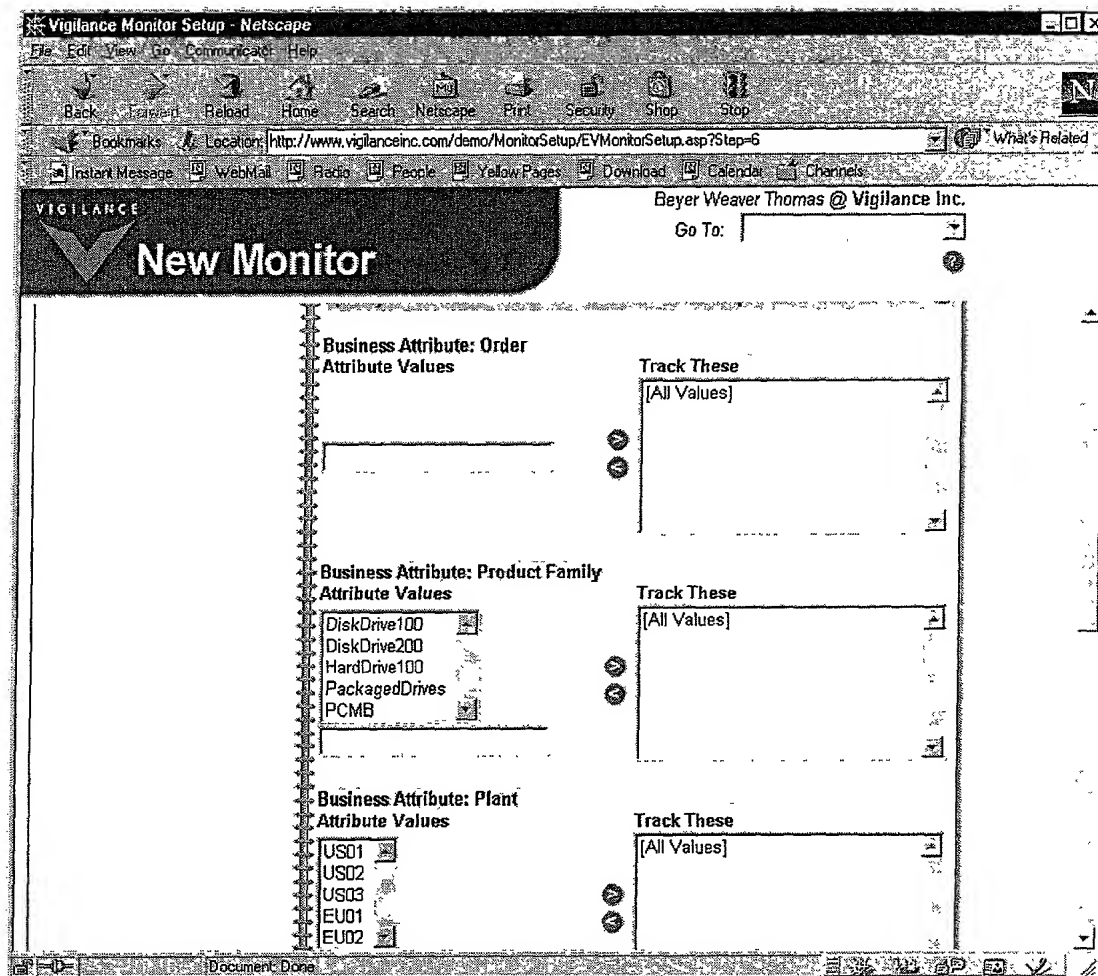 Vigilance Monitor Setup - Netscape
File Edit View Go Communicator Help
Back Forward Reload Home Search Netscape Print Security Shop Stop
Bookmarks Location: http://www.vigilanceinc.com/demo/MonitorSetup/EVMonitorSetup.asp?Step=6 What's Related
Instant Message WebMail Radio People Yellow Pages Download Calendar Channels
VIGILANCE
New Monitor
Beyer Weaver Thomas @ Vigilance Inc.
Go To:
Business Attribute: Order
Attribute Values Track These
[All Values]
Business Attribute: Product Family
Attribute Values Track These
DiskDrive100 [All Values]
DiskDrive200
HardDrive100
PackagedDrives
PCMB
Business Attribute: Plant
Attribute Values Track These
US01 [All Values]
US02
US03
EU01
EU02
Document: Done